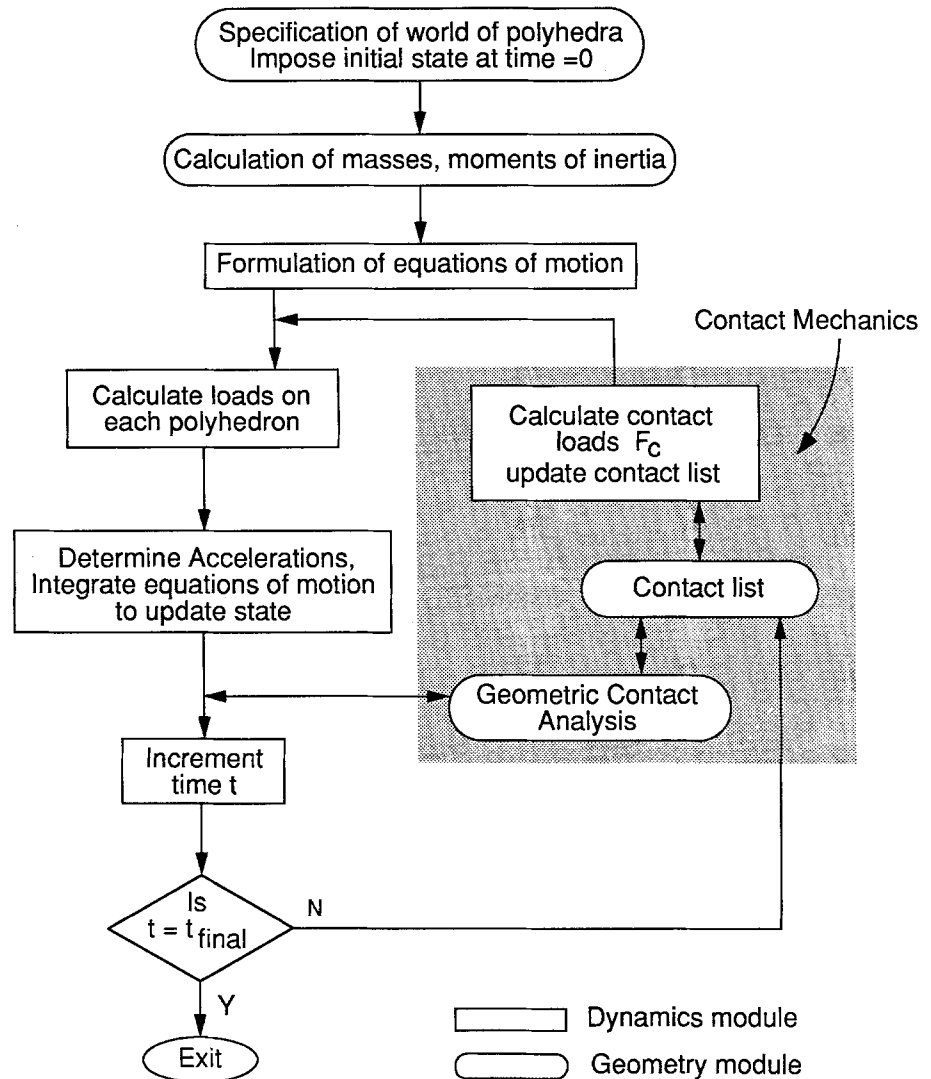 Specification of world of polyhedra
Impose initial state at time =0
Calculation of masses, moments of inertia
Formulation of equations of motion
Contact Mechanics
Calculate loads on
each polyhedron
Calculate contact
loads Fc
update contact list
Determine Accelerations,
Integrate equations of motion
to update state
Contact list
Geometric Contact
Analysis
Increment
time t
Is
t = t final
N
Y
Exit
Dynamics module
Geometry module